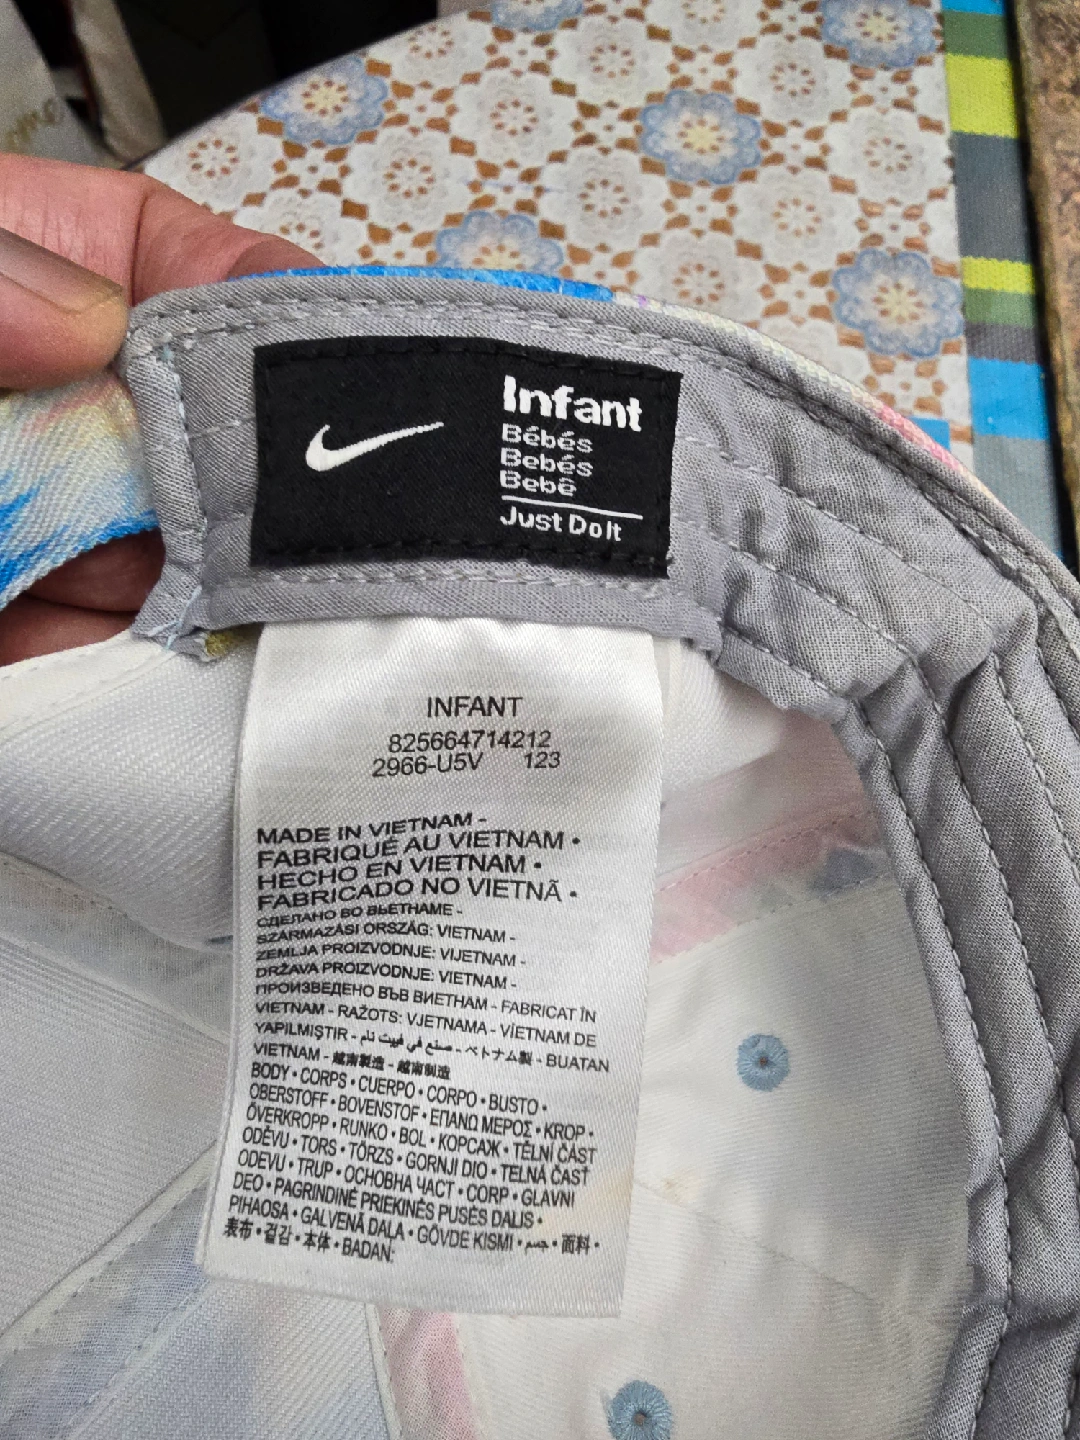 Infant
Bébés
Bebés
Bebê
Just Do It
INFANT
825664714212
2966-U5V 123
MADE IN VIETNAM -
FABRIQUÉ AU VIETNAM •
HECHO EN VIETNAM •
FABRICADO NO VIETNÃ •
СДЕЛАНО ВО ВЬЕТНАМЕ -
SZÁRMAZÁSI ORSZÁG: VIETNAM -
ZEMLJA PROIZVODNJE: VIJETNAM -
DRŽAVA PROIZVODNJE: VIETNAM -
ПРОИЗВЕДЕНО ВЪВ ВИЕТНАМ - FABRICAT ÎN
VIETNAM - RAŽOTS: VJETNAMA - VİETNAM DE
YAPILMIŞTIR - صنع في فيت نام - ベトナム製 - BUATAN
VIETNAM - 越南製造 - 越南制造
BODY • CORPS • CUERPO • CORPO • BUSTO •
OBERSTOFF • BOVENSTOF • ΕΠΑΝΩ ΜΕΡΟΣ • KROP •
ÖVERKROPP • RUNKO • BOL • КОРСАЖ • TĚLNÍ ČÁST
ODĚVU • TORS • TÖRZS • GORNJI DIO • TELNÁ ČASŤ
ODEVU • TRUP • ОСНОВНА ЧАСТ • CORP • GLAVNI
DEO • PAGRINDINĖ PRIEKINĖS PUSĖS DALIS •
PIHAOSA • GALVENĀ DAĻA • GÖVDE KISMI • جسم • 面料 •
表布 • 겉감 • 本体 • BADAN: